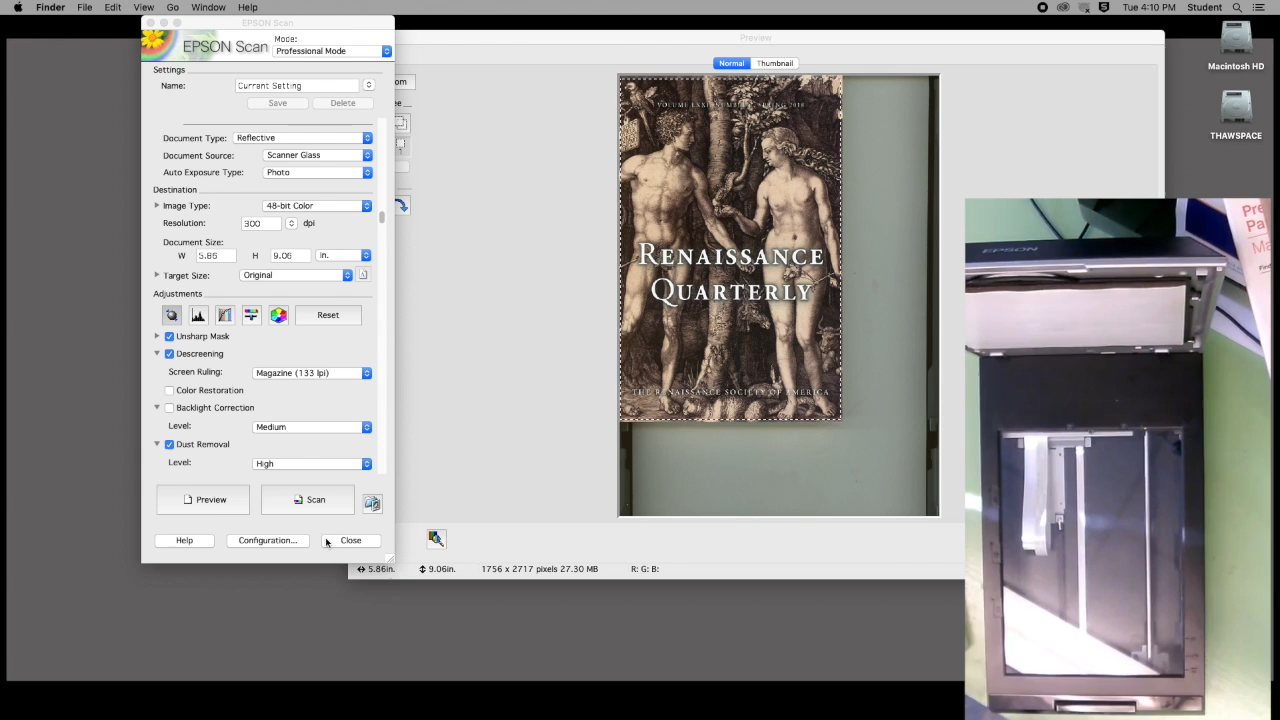 Finder File Edit View Go Window Help
Tue 4:10 PM Student
EPSON Scan
Preview
EPSON Scan
Mode:
Professional Mode
Settings
Name: Current Setting
Save Delete
Document Type: Reflective
Document Source: Scanner Glass
Auto Exposure Type: Photo
Destination
Image Type: 48-bit Color
Resolution: 300 dpi
Document Size:
W 5.86 H 9.06 in.
Target Size: Original
Adjustments
Reset
Unsharp Mask
Descreening
Screen Ruling: Magazine (133 lpi)
Color Restoration
Backlight Correction
Level: Medium
Dust Removal
Level: High
Preview Scan
Help Configuration... Close
Normal Thumbnail
RENAISSANCE
QUARTERLY
THE RENAISSANCE SOCIETY OF AMERICA
5.86in. 9.06in. 1756 x 2717 pixels 27.30 MB R: G: B:
Macintosh HD
THAWSPACE
EPSON